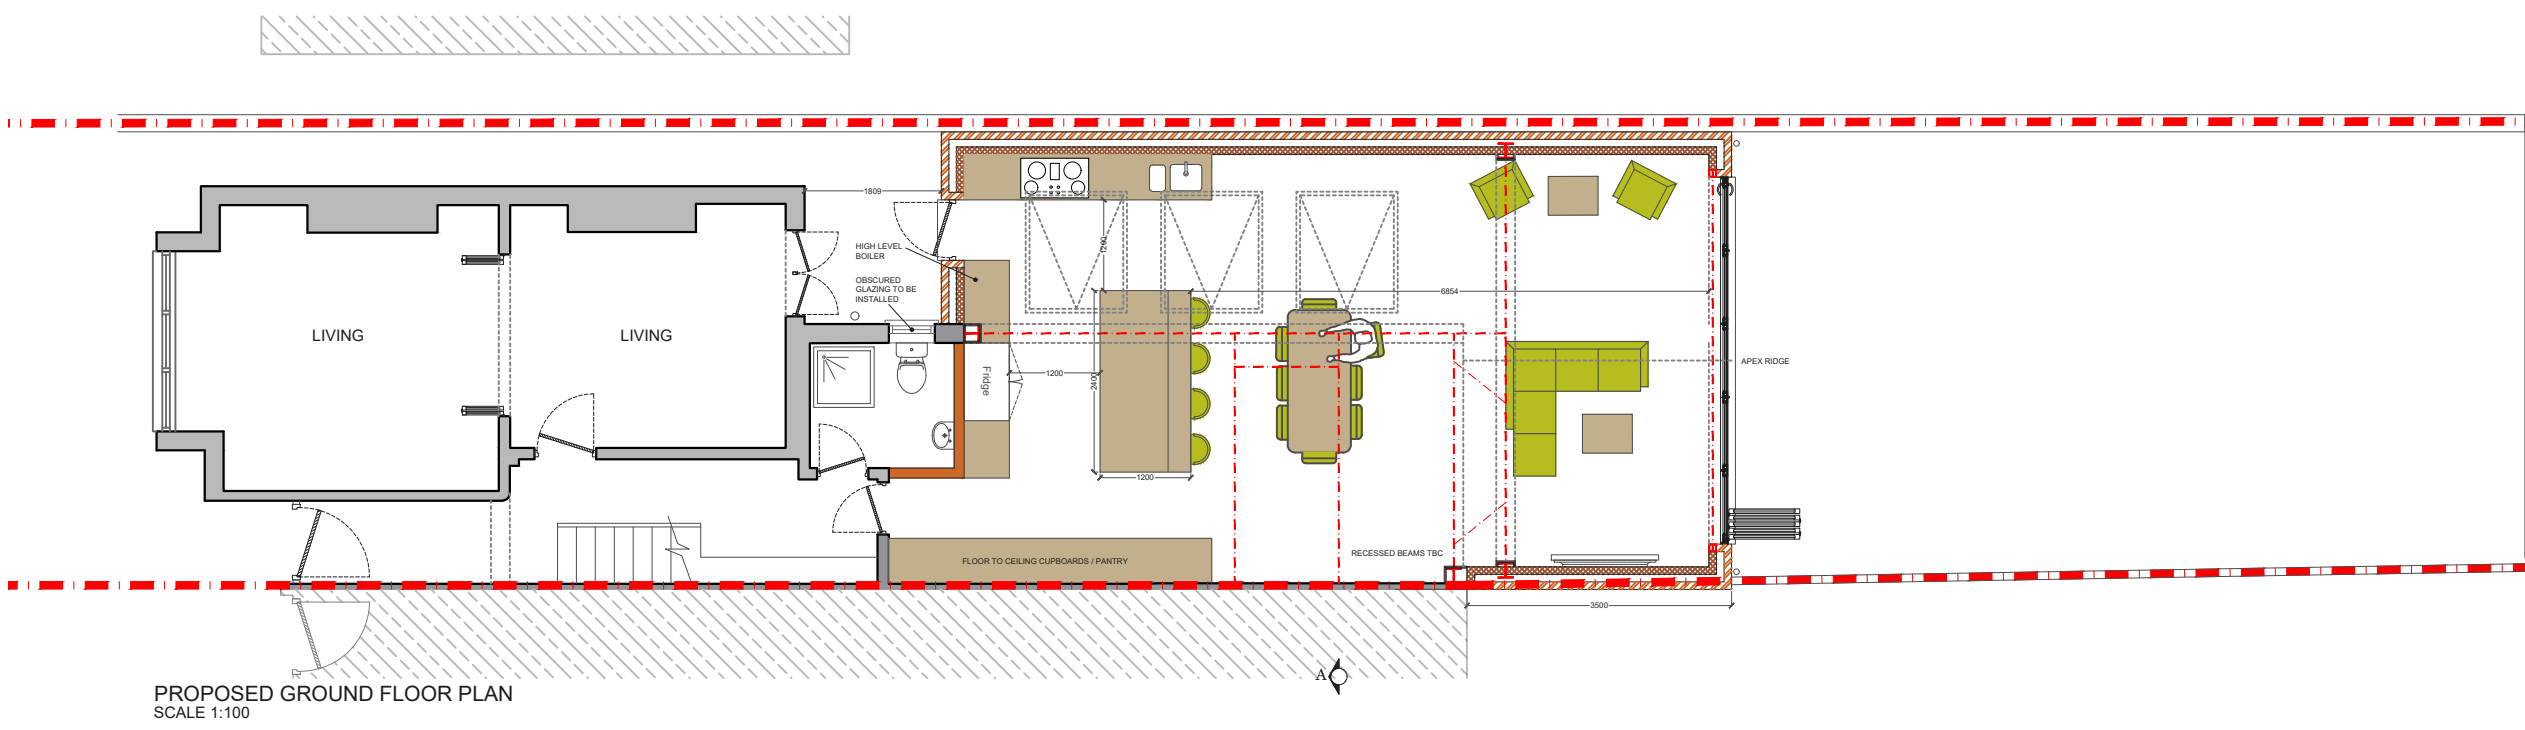 1809
HIGH LEVEL
BOILER
OBSCURED
GLAZING TO BE
INSTALLED
1200
6854
LIVING
LIVING
Fridge
1200
2400
APEX RIDGE
1200
RECESSED BEAMS TBC
FLOOR TO CEILING CUPBOARDS / PANTRY
3500
A
PROPOSED GROUND FLOOR PLAN
SCALE 1:100